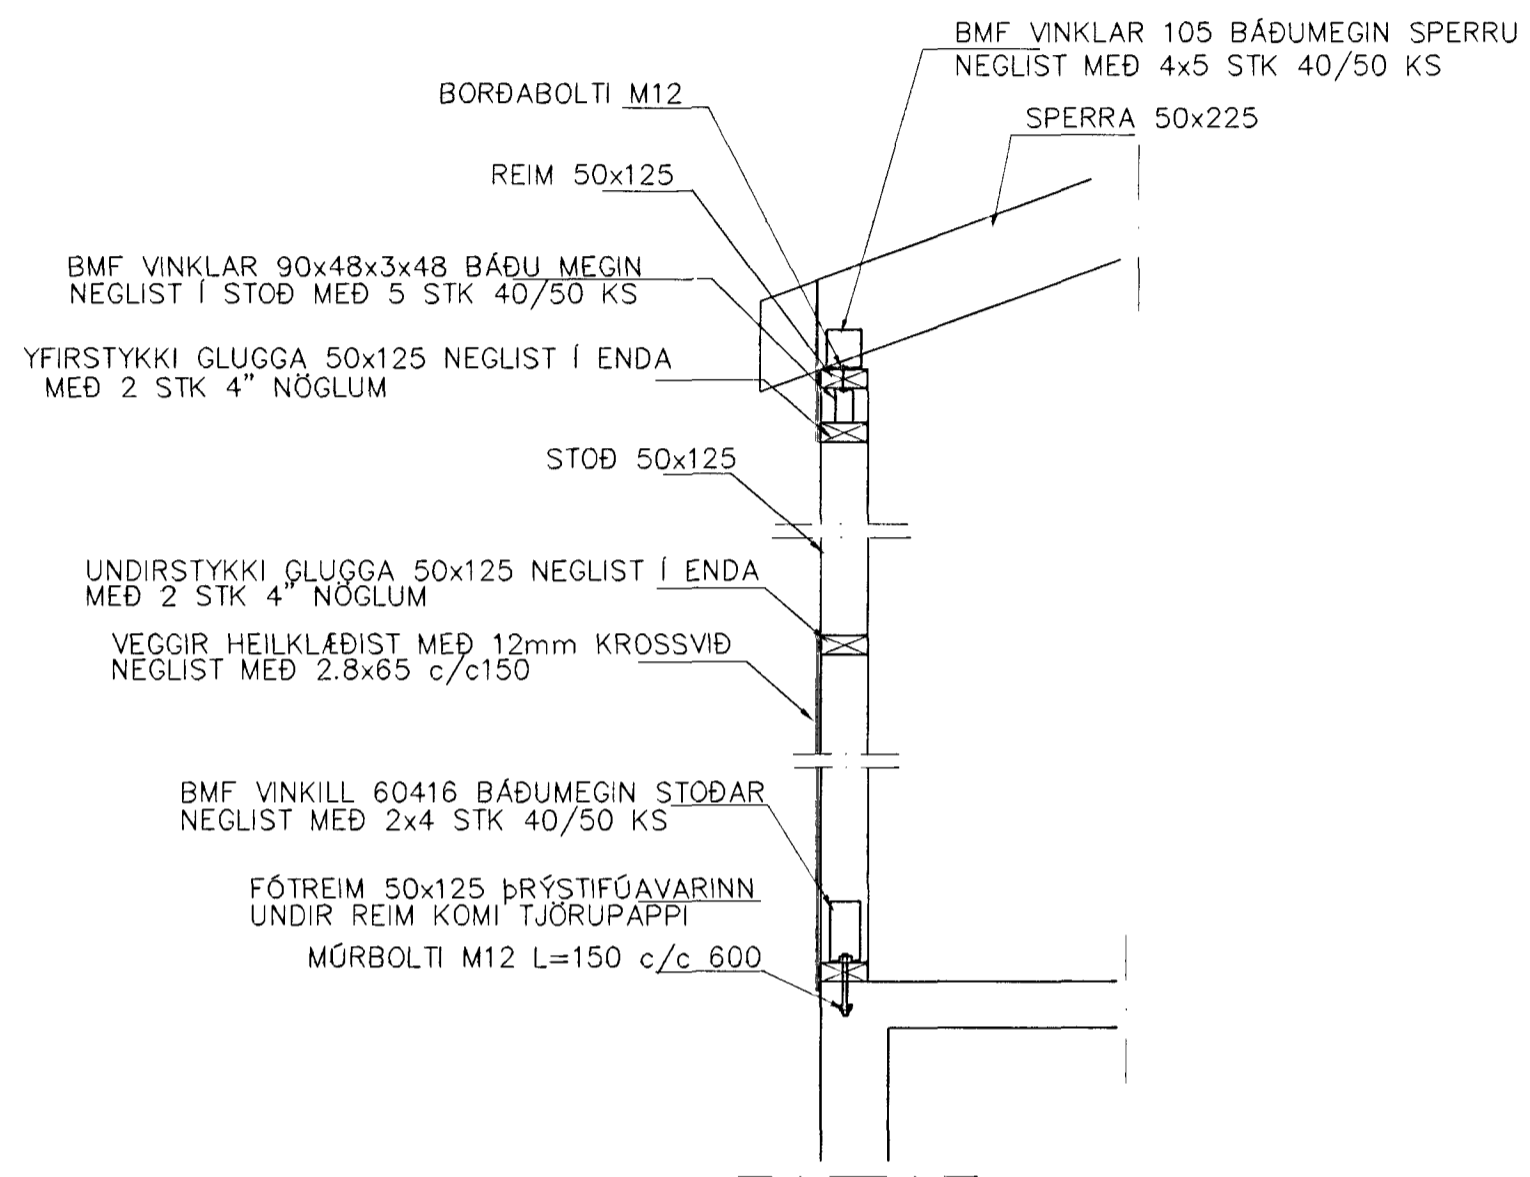 BMF VINKLAR 105 BÁÐUMEGIN SPERRU
NEGLIST MEÐ 4x5 STK 40/50 KS
BORÐABOLTI M12
SPERRA 50x225
REIM 50x125
BMF VINKLAR 90x48x3x48 BÁÐU MEGIN
NEGLIST Í STOÐ MEÐ 5 STK 40/50 KS
YFIRSTYKKI GLUGGA 50x125 NEGLIST Í ENDA
MEÐ 2 STK 4" NÖGLUM
STOÐ 50x125
UNDIRSTYKKI GLUGGA 50x125 NEGLIST Í ENDA
MEÐ 2 STK 4" NÖGLUM
VEGGIR HEILKLÆÐIST MEÐ 12mm KROSSVIÐ
NEGLIST MEÐ 2.8x65 c/c150
BMF VINKILL 60416 BÁÐUMEGIN STOÐAR
NEGLIST MEÐ 2x4 STK 40/50 KS
FÓTREIM 50x125 ÞRÝSTIFÚAVARINN
UNDIR REIM KOMI TJÖRUPAPPI
MÚRBOLTI M12 L=150 c/c 600